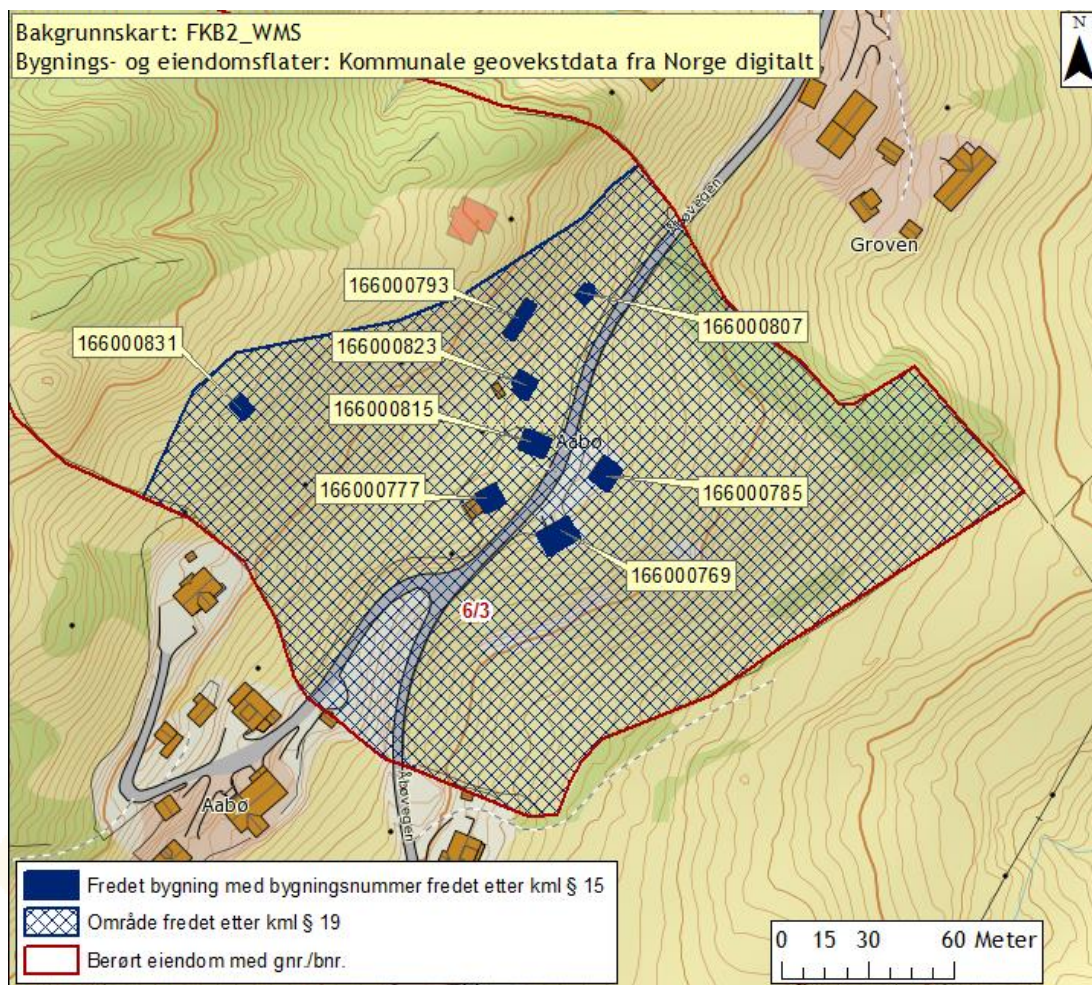 Bakgrunnskart: FKB2_WMS
Bygnings- og eiendomsflater: Kommunale geovekstdata fra Norge digitalt
N
Åbøvegen
Groven
166000793
166000807
166000831
166000823
166000815
Aabø
166000777
166000785
166000769
6/3
Aabø
Åbøvegen
Fredet bygning med bygningsnummer fredet etter kml § 15
Område fredet etter kml § 19
Berørt eiendom med gnr./bnr.
0 15 30 60 Meter